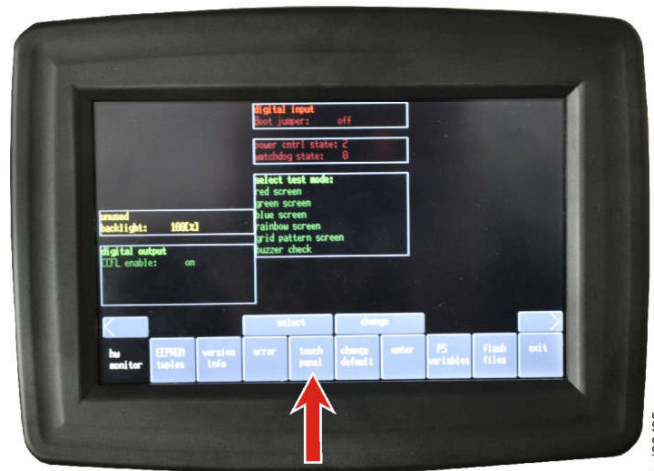 digital input
Boot jumper: off
power cntrl state: 2
watchdog state: 0
select test mode:
red screen
green screen
blue screen
rainbow screen
grid pattern screen
buzzer check
unused
backlight: 100[%]
digital output
CCFL enable: on
<
select
change
>
hw
monitor
EEPROM
tuples
version
info
error
touch
panel
change
default
enter
PS
variables
flash
files
exit